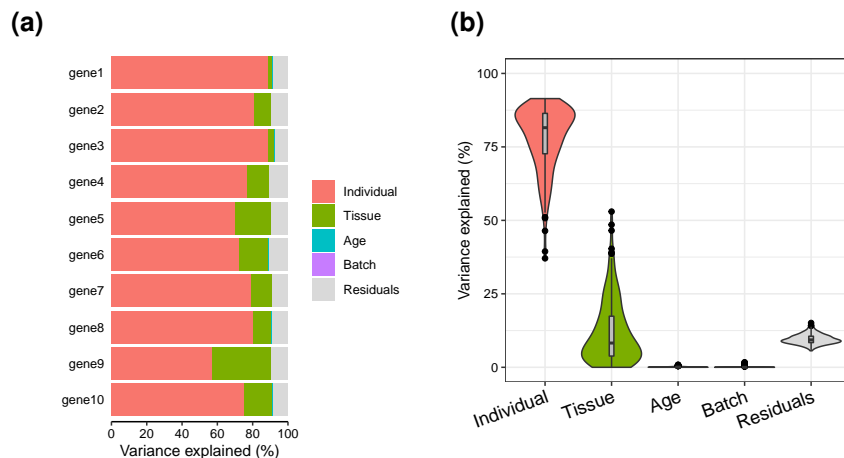 (a)
gene1
gene2
gene3
gene4
gene5
gene6
gene7
gene8
gene9
gene10
0 20 40 60 80 100
Variance explained (%)
Individual
Tissue
Age
Batch
Residuals
(b)
Variance explained (%)
100
75
50
25
0
Individual
Tissue
Age
Batch
Residuals